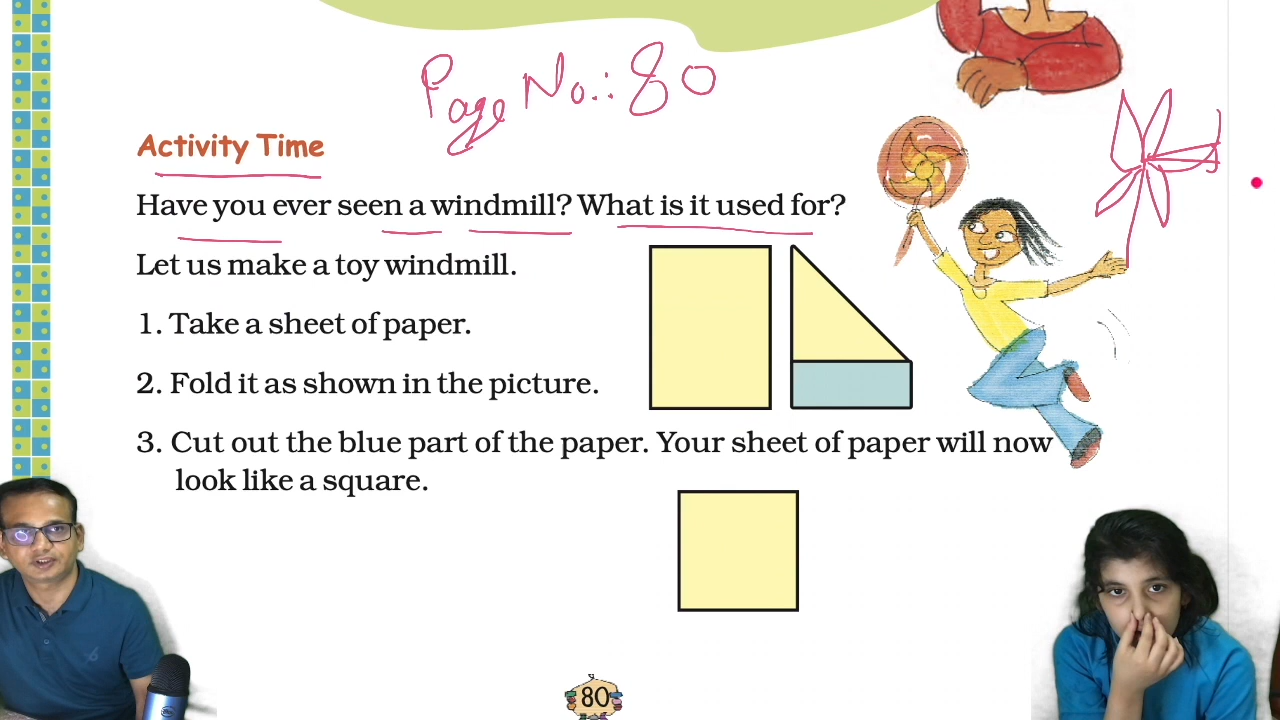 Page No.: 80
Activity Time
Have you ever seen a windmill? What is it used for?
Let us make a toy windmill.
1. Take a sheet of paper.
2. Fold it as shown in the picture.
3. Cut out the blue part of the paper. Your sheet of paper will now
look like a square.
80